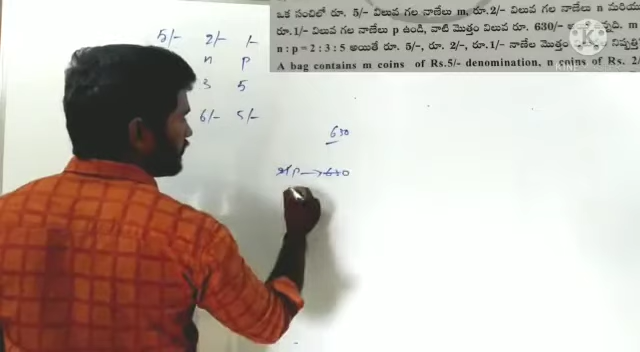 ఒక సంచిలో రూ. 5/- విలువ గల నాణేలు m, రూ.2/- విలువ గల నాణేలు n మరియు
రూ.1/- విలువ గల నాణేలు p ఉండి, వాటి మొత్తం విలువ రూ. 630/-
n : p = 2 : 3 : 5 అయితే రూ. 5/-, రూ. 2/-, రూ.1/- నాణేల మొత్తం
A bag contains m coins of Rs.5/- denomination, n coins of Rs. 2/
5/- 2/- 1/-
n p
3 5
6/- 5/-
630
→ 630